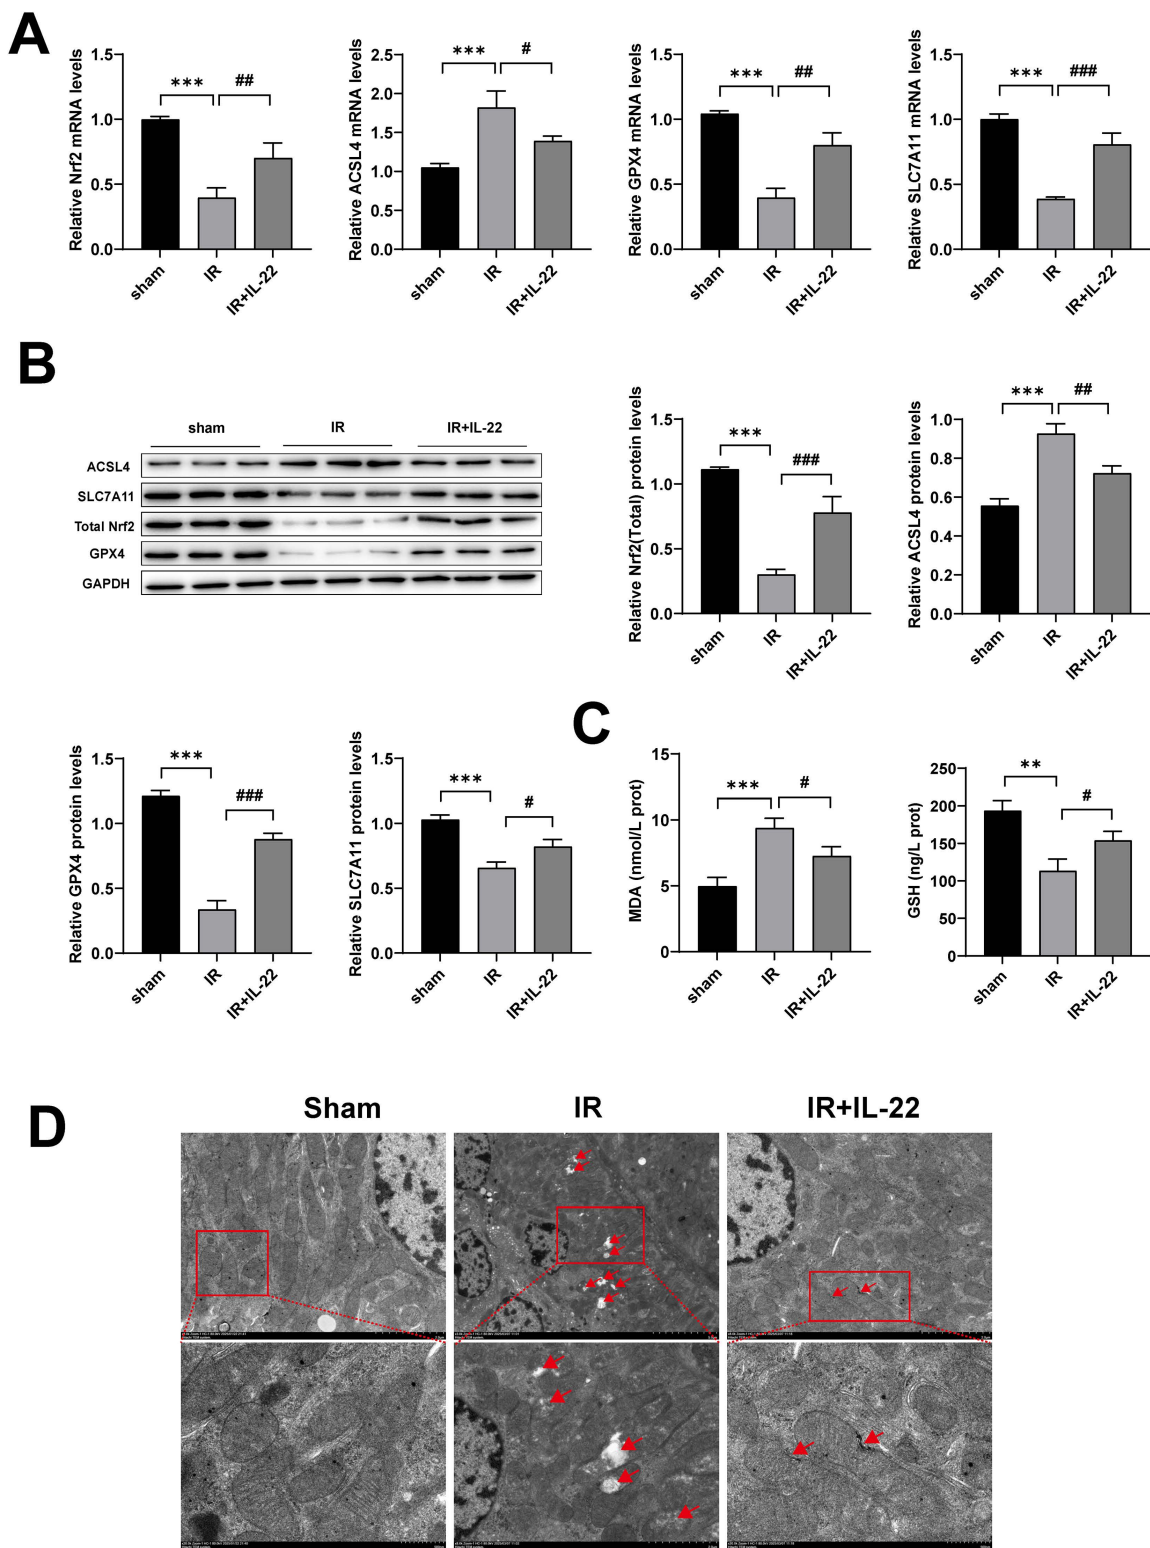 A
Relative Nrf2 mRNA levels
1.5
1.0
0.5
0.0
***
##
sham
IR
IR+IL-22
Relative ACSL4 mRNA levels
2.5
2.0
1.5
1.0
0.5
0.0
***
#
sham
IR
IR+IL-22
Relative GPX4 mRNA levels
1.5
1.0
0.5
0.0
***
##
sham
IR
IR+IL-22
Relative SLC7A11 mRNA levels
1.5
1.0
0.5
0.0
***
###
sham
IR
IR+IL-22
B
sham IR IR+IL-22
ACSL4
SLC7A11
Total Nrf2
GPX4
GAPDH
Relative Nrf2(Total) protein levels
1.5
1.0
0.5
0.0
***
###
sham
IR
IR+IL-22
Relative ACSL4 protein levels
1.0
0.8
0.6
0.4
0.2
0.0
***
##
sham
IR
IR+IL-22
Relative GPX4 protein levels
1.5
1.0
0.5
0.0
***
###
sham
IR
IR+IL-22
Relative SLC7A11 protein levels
1.5
1.0
0.5
0.0
***
#
sham
IR
IR+IL-22
C
MDA (nmol/L prot)
15
10
5
0
***
#
sham
IR
IR+IL-22
GSH (ng/L prot)
250
200
150
100
50
0
**
#
sham
IR
IR+IL-22
D
Sham IR IR+IL-22